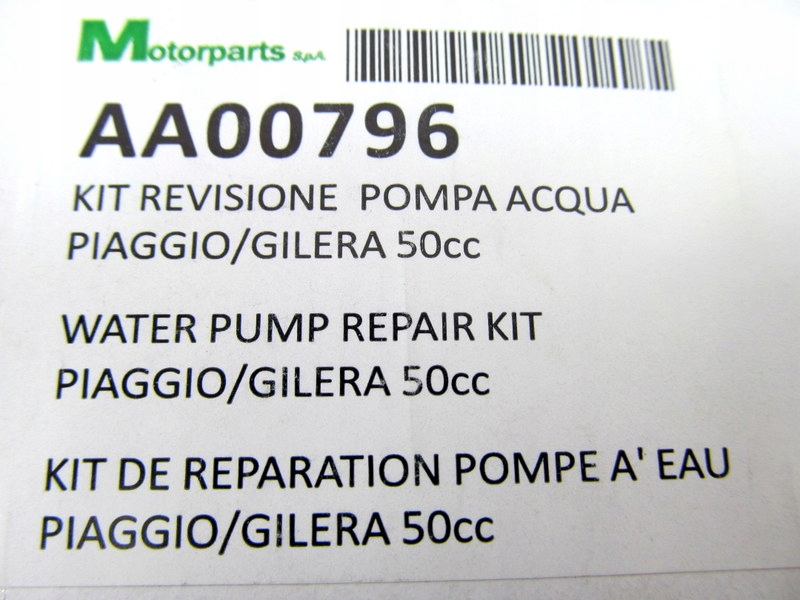 Motorparts S.p.A.
AA00796
KIT REVISIONE POMPA ACQUA
PIAGGIO/GILERA 50cc
WATER PUMP REPAIR KIT
PIAGGIO/GILERA 50cc
KIT DE REPARATION POMPE A' EAU
PIAGGIO/GILERA 50cc